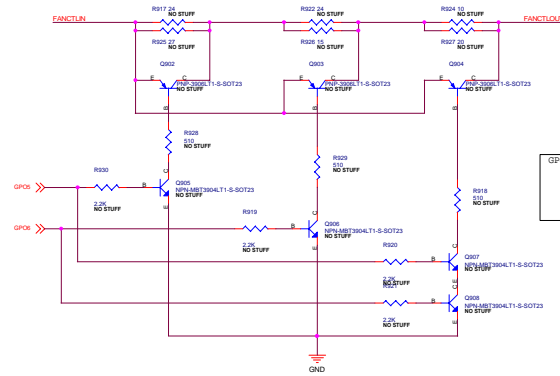 R917 24
NO STUFF
R922 24
NO STUFF
R924 10
NO STUFF
FANCTLIN
FANCTLOU
R925 27
NO STUFF
R926 15
NO STUFF
R927 20
NO STUFF
Q902
Q903
Q904
E C
E C
E C
PNP-3906LT1-S-SOT23
NO STUFF
PNP-3906LT1-S-SOT23
NO STUFF
PNP-3906LT1-S-SOT23
NO STUFF
B
B
B
R928
510
NO STUFF
R929
510
NO STUFF
GP
R930
GPO5
2.2K
NO STUFF
B
C
E
Q905
NPN-MBT3904LT1-S-SOT23
NO STUFF
R918
510
NO STUFF
GPO6
R919
2.2K
NO STUFF
B
C
E
Q906
NPN-MBT3904LT1-S-SOT23
NO STUFF
R920
2.2K
NO STUFF
B
C
E
Q907
NPN-MBT3904LT1-S-SOT23
NO STUFF
R921
2.2K
NO STUFF
B
C
E
Q908
NPN-MBT3904LT1-S-SOT23
NO STUFF
GND